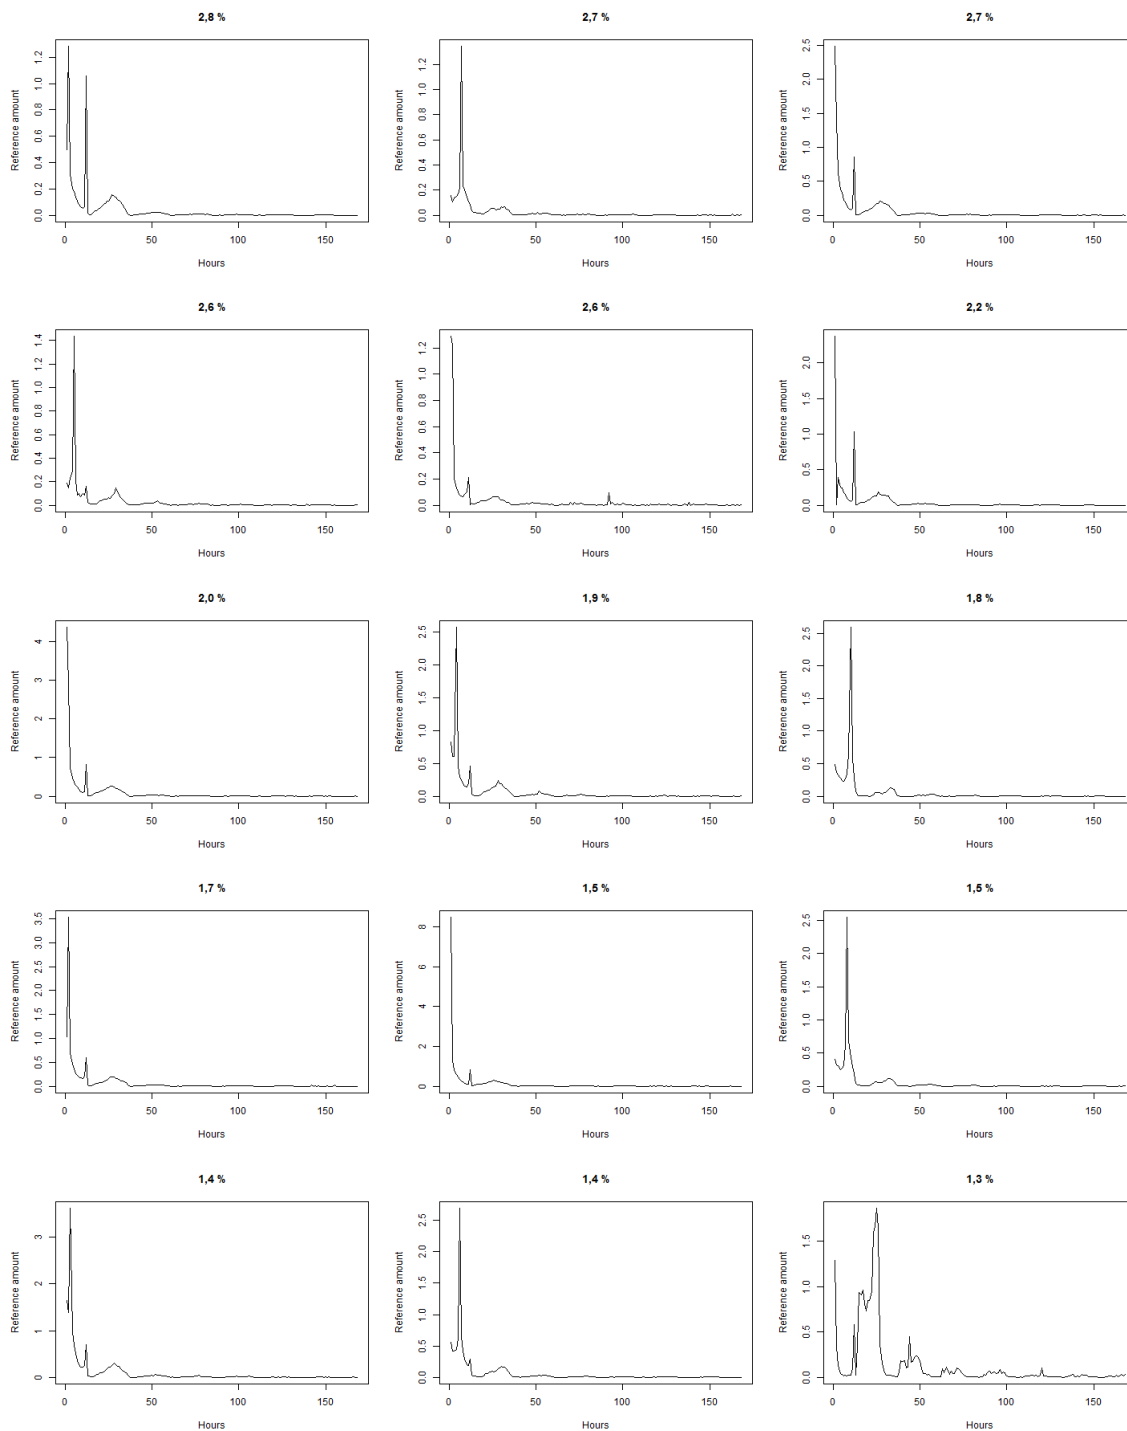 2,8 %
Reference amount
0.0 0.2 0.4 0.6 0.8 1.0 1.2
0 50 100 150
Hours
2,7 %
Reference amount
0.0 0.2 0.4 0.6 0.8 1.0 1.2
0 50 100 150
Hours
2,7 %
Reference amount
0.0 0.5 1.0 1.5 2.0 2.5
0 50 100 150
Hours
2,6 %
Reference amount
0.0 0.2 0.4 0.6 0.8 1.0 1.2 1.4
0 50 100 150
Hours
2,6 %
Reference amount
0.0 0.2 0.4 0.6 0.8 1.0 1.2
0 50 100 150
Hours
2,2 %
Reference amount
0.0 0.5 1.0 1.5 2.0
0 50 100 150
Hours
2,0 %
Reference amount
0 1 2 3 4
0 50 100 150
Hours
1,9 %
Reference amount
0.0 0.5 1.0 1.5 2.0 2.5
0 50 100 150
Hours
1,8 %
Reference amount
0.0 0.5 1.0 1.5 2.0 2.5
0 50 100 150
Hours
1,7 %
Reference amount
0.0 0.5 1.0 1.5 2.0 2.5 3.0 3.5
0 50 100 150
Hours
1,5 %
Reference amount
0 2 4 6 8
0 50 100 150
Hours
1,5 %
Reference amount
0.0 0.5 1.0 1.5 2.0 2.5
0 50 100 150
Hours
1,4 %
Reference amount
0 1 2 3
0 50 100 150
Hours
1,4 %
Reference amount
0.0 0.5 1.0 1.5 2.0 2.5
0 50 100 150
Hours
1,3 %
Reference amount
0.0 0.5 1.0 1.5
0 50 100 150
Hours